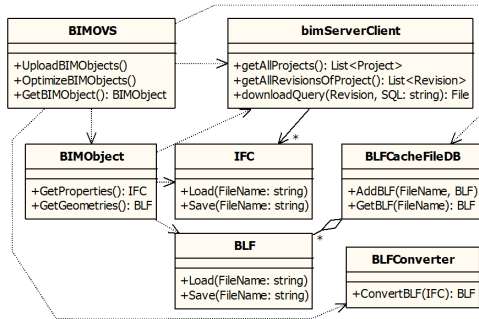 BIMOVS
+UploadBIMObjects()
+OptimizeBIMObjects()
+GetBIMObject(): BIMObject
bimServerClient
+getAllProjects(): List<Project>
+getAllRevisionsOfProject(): List<Revision>
+downloadQuery(Revision, SQL: string): File
BIMObject
+GetProperties(): IFC
+GetGeometries(): BLF
IFC
+Load(FileName: string)
+Save(FileName: string)
*
BLFCacheFileDB
+AddBLF(FileName, BLF)
+GetBLF(FileName): BLF
BLF
+Load(FileName: string)
+Save(FileName: string)
*
BLFConverter
+ConvertBLF(IFC): BLF